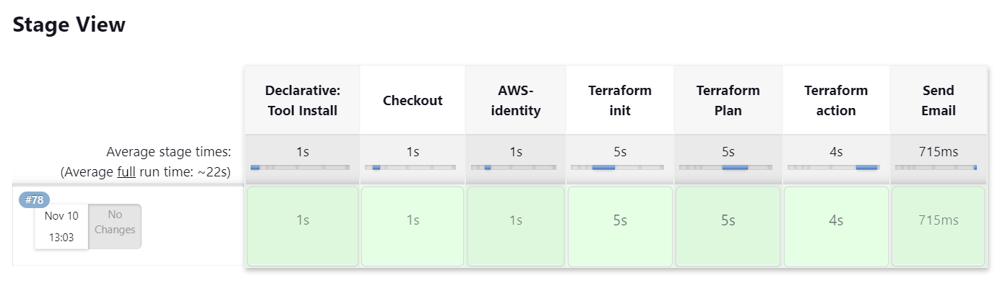 Stage View
Declarative:
Tool Install
Checkout
AWS-
identity
Terraform
init
Terraform
Plan
Terraform
action
Send
Email
Average stage times:
(Average full run time: ~22s)
1s
1s
1s
5s
5s
4s
715ms
#78
Nov 10
13:03
No
Changes
1s
1s
1s
5s
5s
4s
715ms